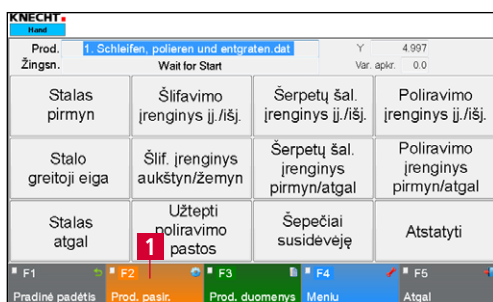 KNECHT
Hand
Prod. 1. Schleifen, polieren und entgraten.dat Y 4.997
Žingsn. Wait for Start Var. apkr. 0.0
Stalas pirmyn
Šlifavimo įrenginys įj./išj.
Šerpetų šal. įrenginys įj./išj.
Poliravimo įrenginys įj./išj.
Stalo greitoji eiga
Šlif. įrenginys aukštyn/žemyn
Šerpetų šal. įrenginys pirmyn/atgal
Poliravimo įrenginys pirmyn/atgal
Stalas atgal
Užtepti poliravimo pastos
Šepečiai susidėvėję
Atstatyti
1
F1 F2 F3 F4 F5
Pradinė padėtis Prod. pasir. Prod. duomenys Meniu Atgal